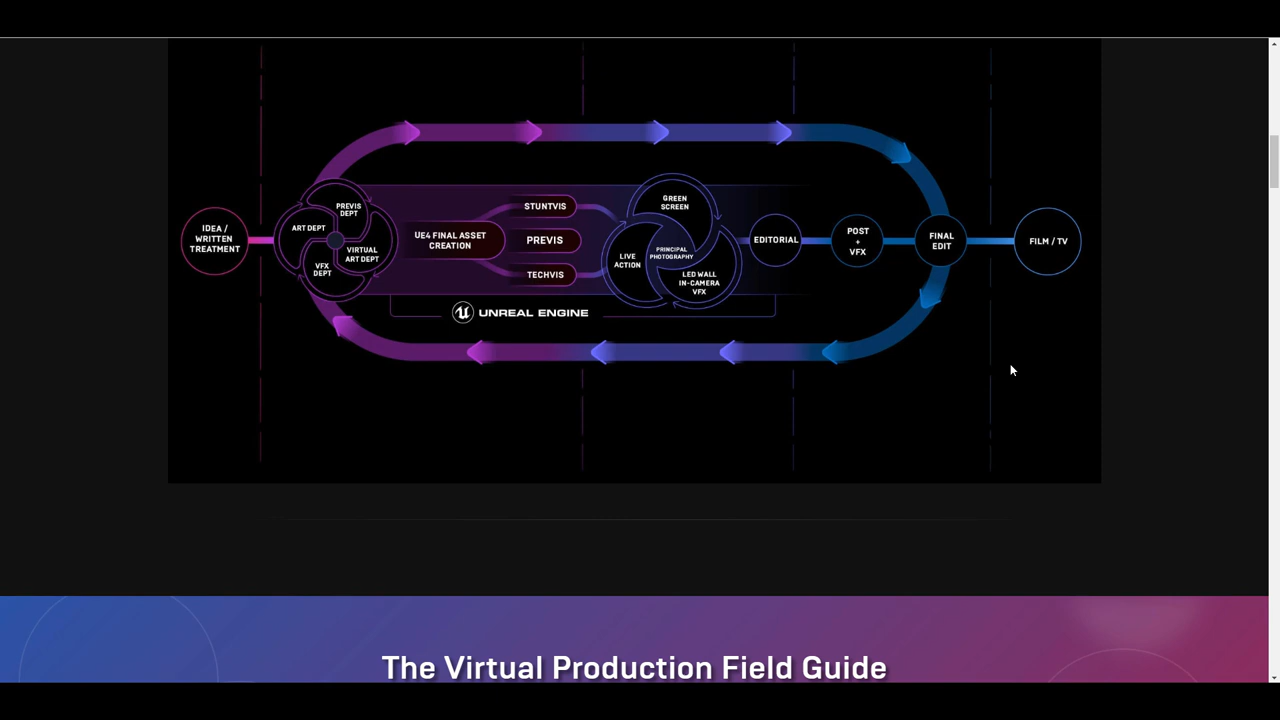 IDEA /
WRITTEN
TREATMENT
PREVIS
DEPT
ART DEPT
VIRTUAL
ART DEPT
VFX
DEPT
UE4 FINAL ASSET
CREATION
STUNTVIS
PREVIS
TECHVIS
GREEN
SCREEN
PRINCIPAL
PHOTOGRAPHY
LIVE
ACTION
LED WALL
IN-CAMERA
VFX
EDITORIAL
POST
+
VFX
FINAL
EDIT
FILM / TV
UNREAL ENGINE
The Virtual Production Field Guide